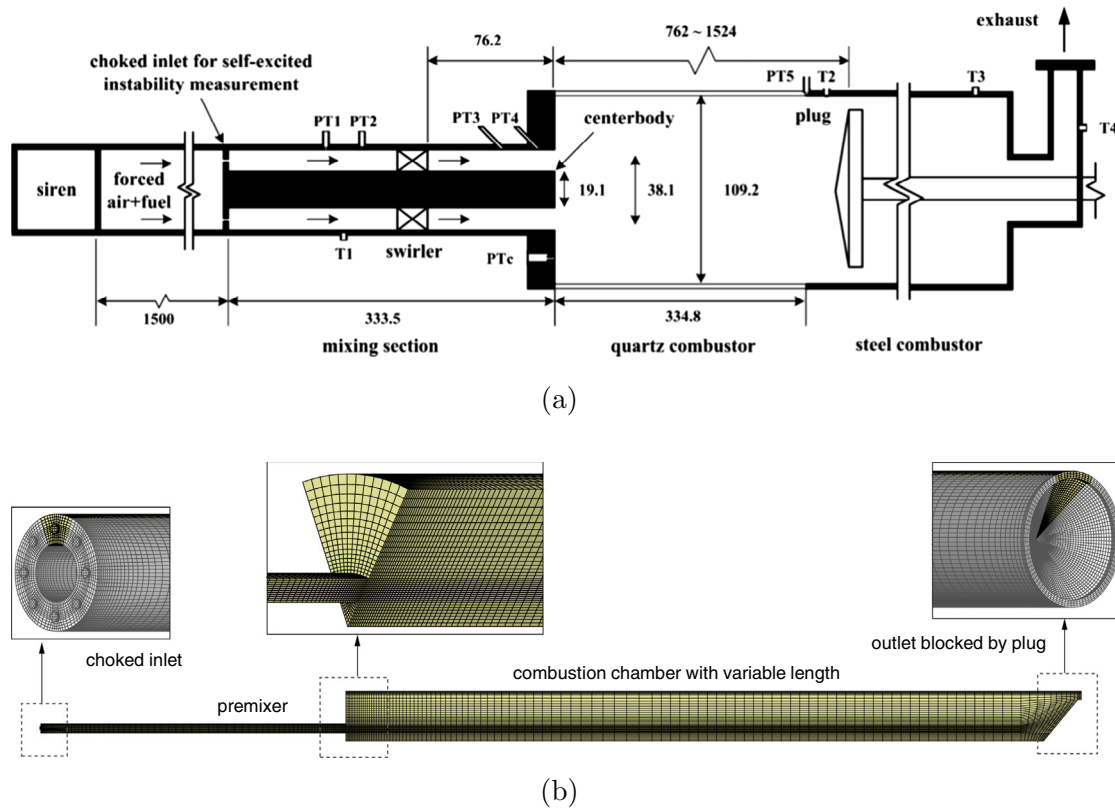 exhaust
76.2
762 ~ 1524
choked inlet for self-excited
instability measurement
PT5
T2
T3
PT1
PT2
PT3
PT4
centerbody
plug
T4
siren
forced
air+fuel
19.1
38.1
109.2
T1
swirler
PTc
1500
333.5
334.8
mixing section
quartz combustor
steel combustor
(a)
choked inlet
outlet blocked by plug
combustion chamber with variable length
premixer
(b)